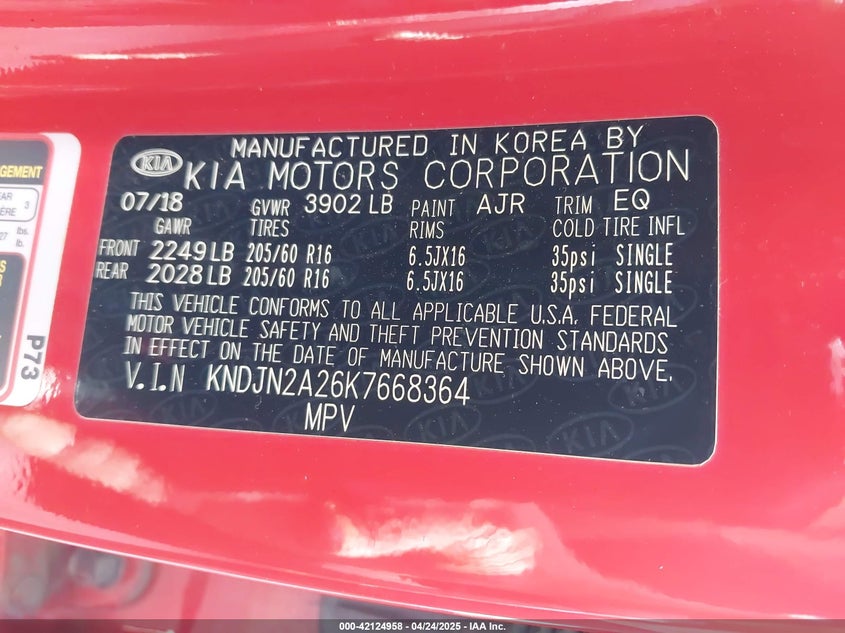 MANUFACTURED IN KOREA BY
KIA KIA MOTORS CORPORATION
07/18 GVWR 3902 LB PAINT AJR TRIM EQ
GAWR TIRES RIMS COLD TIRE INFL
FRONT 2249 LB 205/60 R16 6.5JX16 35psi SINGLE
REAR 2028 LB 205/60 R16 6.5JX16 35psi SINGLE
THIS VEHICLE CONFORMS TO ALL APPLICABLE U.S.A. FEDERAL
MOTOR VEHICLE SAFETY AND THEFT PREVENTION STANDARDS
IN EFFECT ON THE DATE OF MANUFACTURE SHOWN ABOVE.
V.I.N KNDJN2A26K7668364
MPV
P73
000-42124958 - 04/24/2025 - IAA Inc.